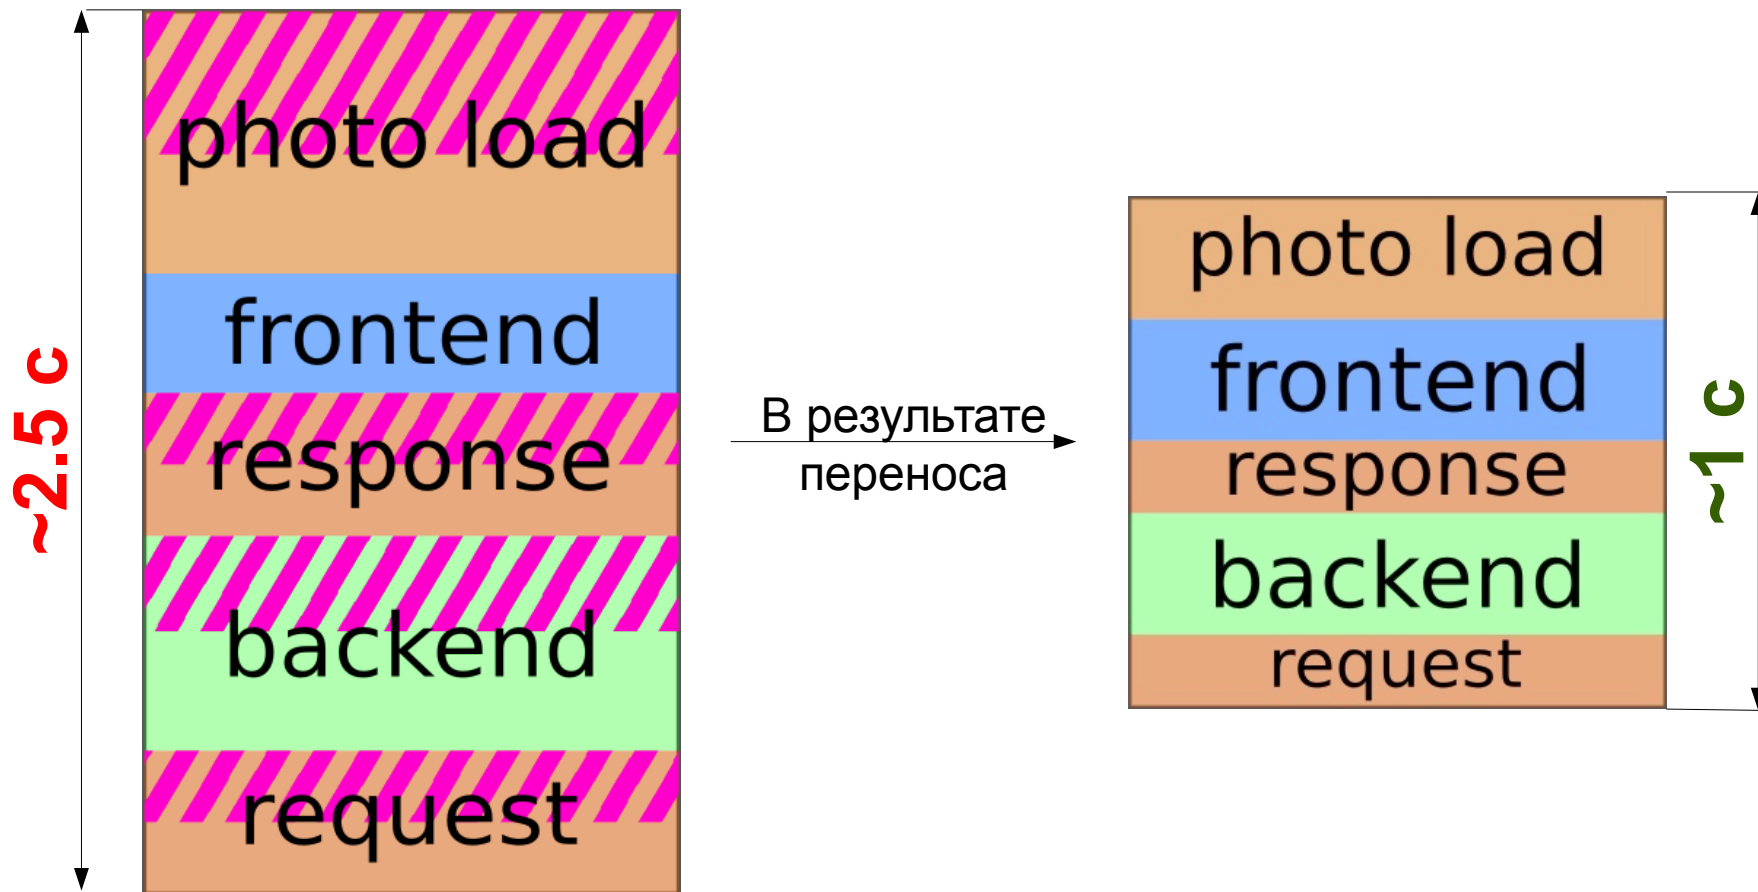 ~2.5 с
photo load
frontend
response
backend
request
В результате
переноса
photo load
frontend
response
backend
request
~1 с